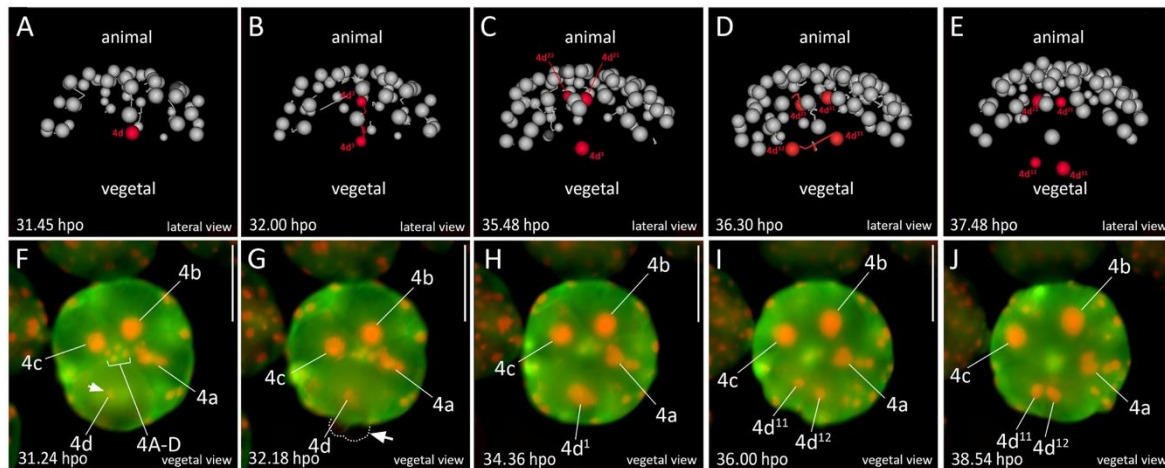 A
animal
4d
vegetal
31.45 hpo
lateral view
B
animal
vegetal
32.00 hpo
lateral view
C
animal
4d²²
4d²¹
vegetal
35.48 hpo
lateral view
D
animal
vegetal
36.30 hpo
lateral view
E
animal
vegetal
37.48 hpo
lateral view
F
4b
4c
4a
4d
4A-D
31.24 hpo
vegetal view
G
4b
4c
4a
4d
32.18 hpo
vegetal view
H
4b
4c
4a
4d¹
34.36 hpo
vegetal view
I
4b
4c
4a
4d¹¹
4d¹²
36.00 hpo
vegetal view
J
4b
4c
4a
4d¹¹
4d¹²
38.54 hpo
vegetal view